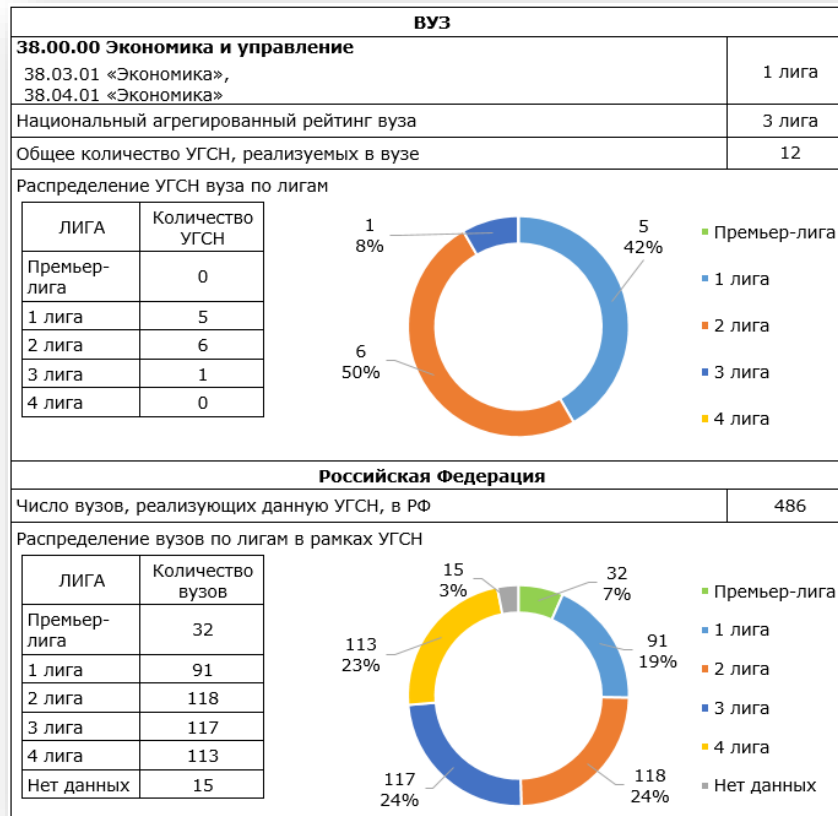 ВУЗ
38.00.00 Экономика и управление
38.03.01 «Экономика»,
38.04.01 «Экономика»
1 лига
Национальный агрегированный рейтинг вуза
3 лига
Общее количество УГСН, реализуемых в вузе
12
Распределение УГСН вуза по лигам
ЛИГА
Количество
УГСН
Премьер-
лига
0
1 лига
5
2 лига
6
3 лига
1
4 лига
0
1
8%
5
42%
6
50%
Премьер-лига
1 лига
2 лига
3 лига
4 лига
Российская Федерация
Число вузов, реализующих данную УГСН, в РФ
486
Распределение вузов по лигам в рамках УГСН
ЛИГА
Количество
вузов
Премьер-
лига
32
1 лига
91
2 лига
118
3 лига
117
4 лига
113
Нет данных
15
15
3%
32
7%
113
23%
91
19%
117
24%
118
24%
Премьер-лига
1 лига
2 лига
3 лига
4 лига
Нет данных